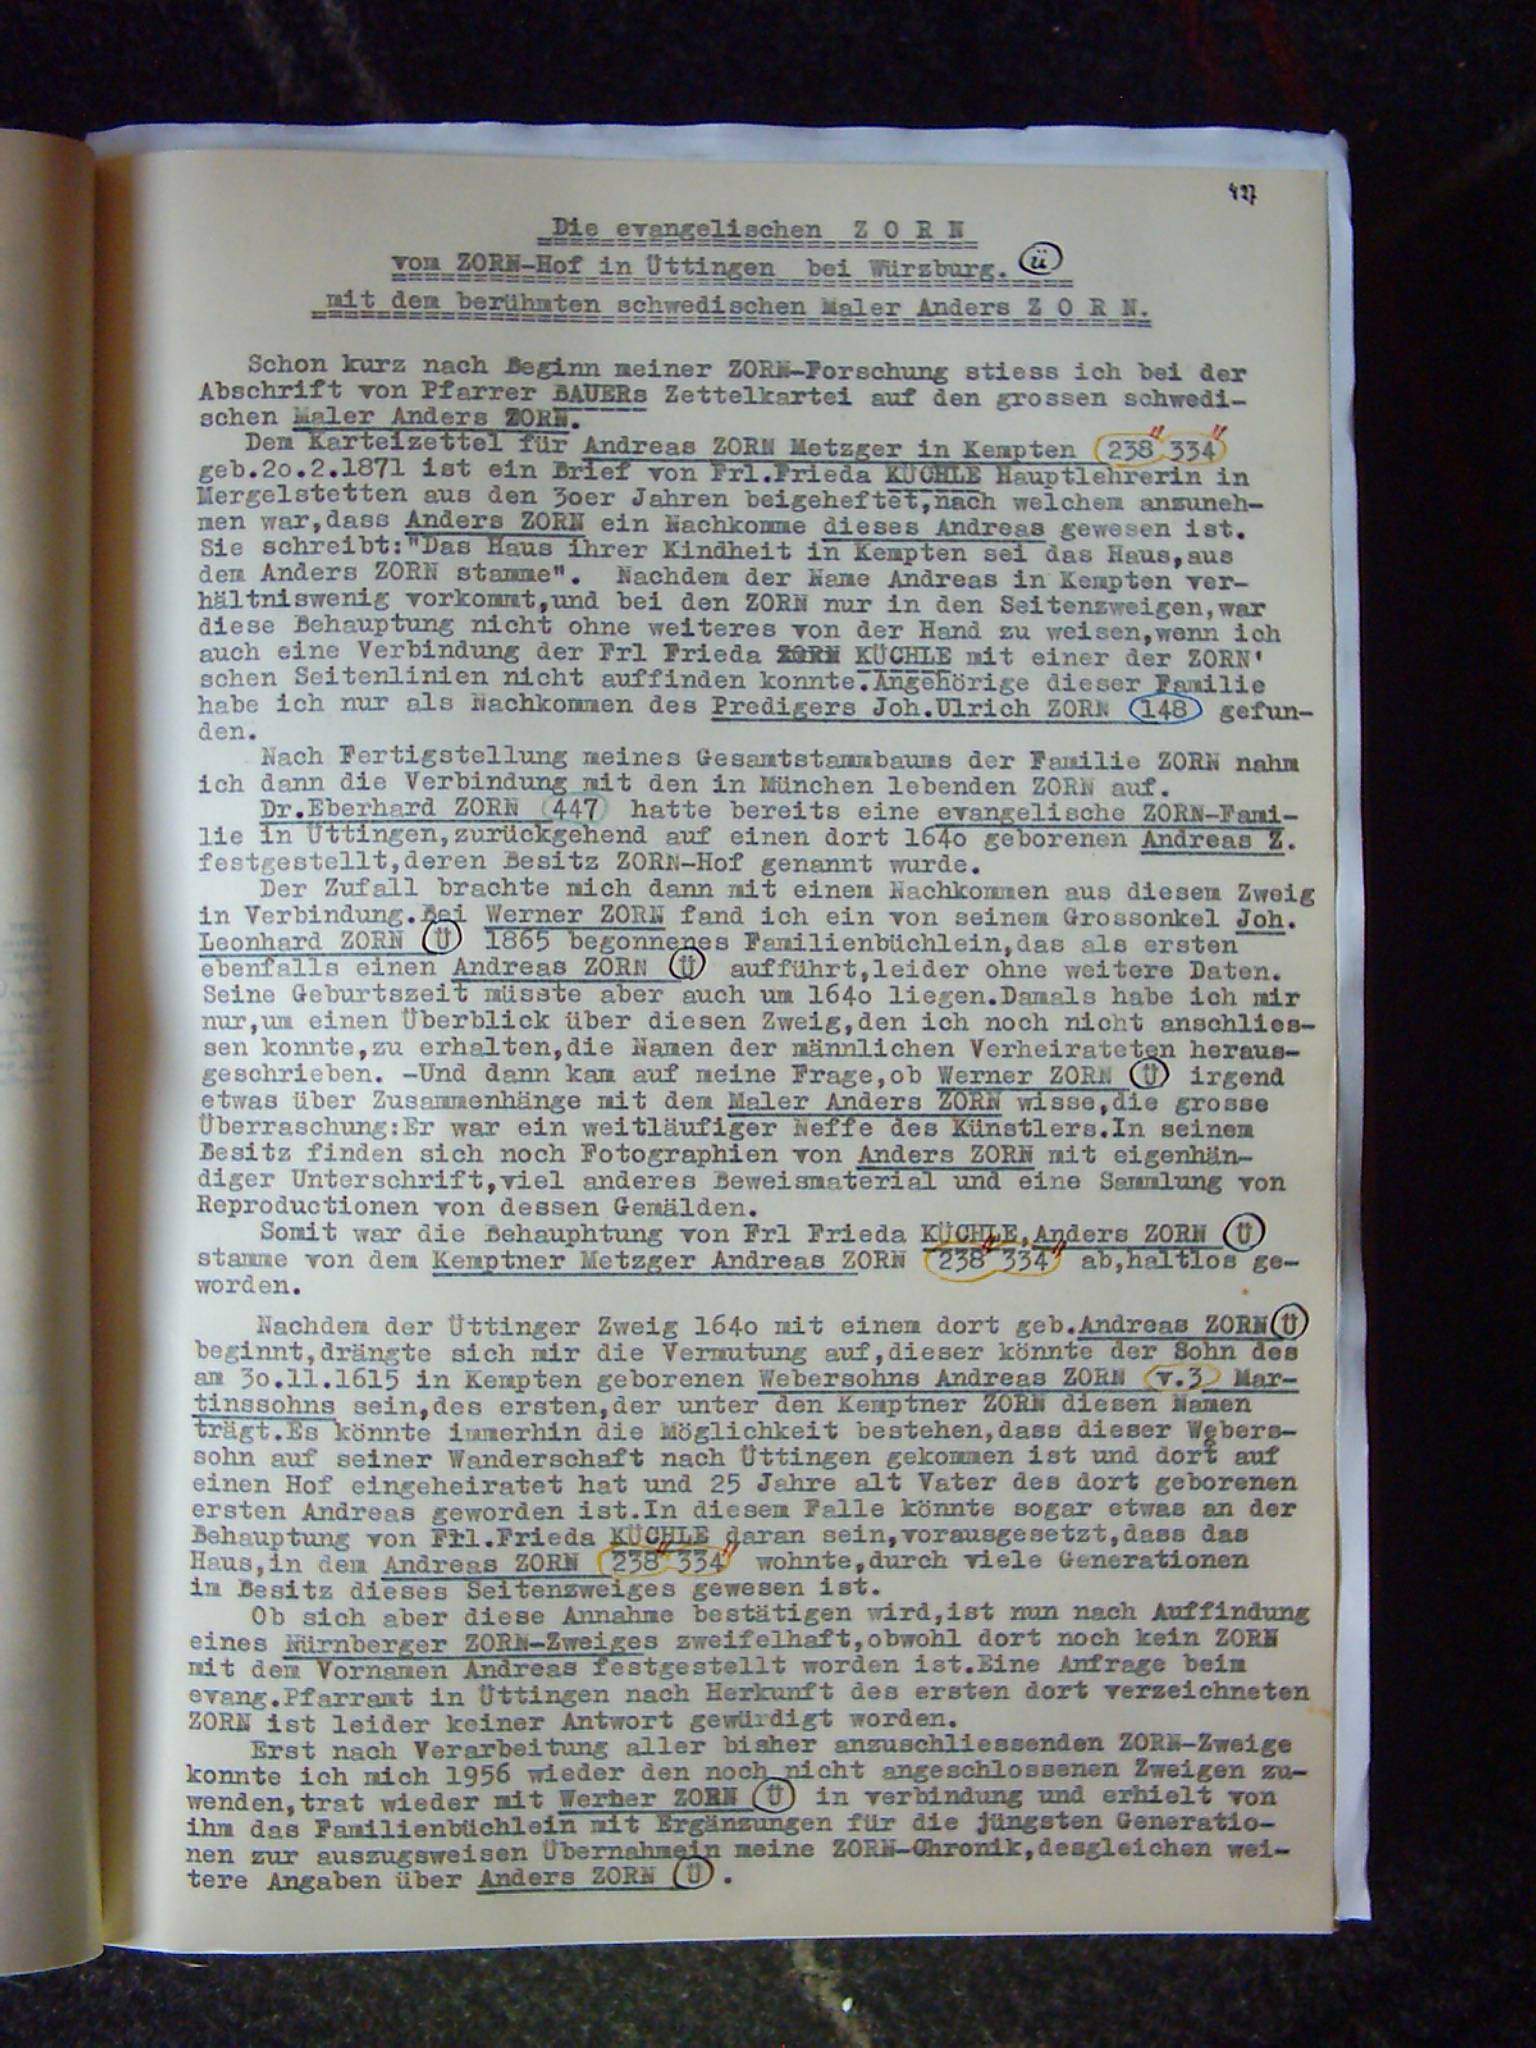 427
Die evangelischen Z O R N
vom ZORN-Hof in Üttingen bei Würzburg. ü
mit dem berühmten schwedischen Maler Anders Z O R N.
Schon kurz nach Beginn meiner ZORN-Forschung stiess ich bei der
Abschrift von Pfarrer BAUERs Zettelkartei auf den grossen schwedi-
schen Maler Anders ZORN.
Dem Karteizettel für Andreas ZORN Metzger in Kempten 238" 334"
geb.2o.2.1871 ist ein Brief von Frl.Frieda KÜCHLE Hauptlehrerin in
Mergelstetten aus den 3oer Jahren beigeheftet,nach welchem anzuneh-
men war,dass Anders ZORN ein Nachkomme dieses Andreas gewesen ist.
Sie schreibt:"Das Haus ihrer Kindheit in Kempten sei das Haus,aus
dem Anders ZORN stamme". Nachdem der Name Andreas in Kempten ver-
hältniswenig vorkommt,und bei den ZORN nur in den Seitenzweigen,war
diese Behauptung nicht ohne weiteres von der Hand zu weisen,wenn ich
auch eine Verbindung der Frl Frieda ZORN KÜCHLE mit einer der ZORN'
schen Seitenlinien nicht auffinden konnte.Angehörige dieser Familie
habe ich nur als Nachkommen des Predigers Joh.Ulrich ZORN 148 gefun-
den.
Nach Fertigstellung meines Gesamtstammbaums der Familie ZORN nahm
ich dann die Verbindung mit den in München lebenden ZORN auf.
Dr.Eberhard ZORN 447 hatte bereits eine evangelische ZORN-Fami-
lie in Üttingen,zurückgehend auf einen dort 164o geborenen Andreas Z.
festgestellt,deren Besitz ZORN-Hof genannt wurde.
Der Zufall brachte mich dann mit einem Nachkommen aus diesem Zweig
in Verbindung.Bei Werner ZORN fand ich ein von seinem Grossonkel Joh.
Leonhard ZORN Ü 1865 begonnenes Familienbüchlein,das als ersten
ebenfalls einen Andreas ZORN Ü aufführt,leider ohne weitere Daten.
Seine Geburtszeit müsste aber auch um 164o liegen.Damals habe ich mir
nur,um einen Überblick über diesen Zweig,den ich noch nicht anschlies-
sen konnte,zu erhalten,die Namen der männlichen Verheirateten heraus-
geschrieben. -Und dann kam auf meine Frage,ob Werner ZORN Ü irgend
etwas über Zusammenhänge mit dem Maler Anders ZORN wisse,die grosse
Überraschung:Er war ein weitläufiger Neffe des Künstlers.In seinem
Besitz finden sich noch Fotographien von Anders ZORN mit eigenhän-
diger Unterschrift,viel anderes Beweismaterial und eine Sammlung von
Reproductionen von dessen Gemälden.
Somit war die Behauphtung von Frl Frieda KÜCHLE,Anders ZORN Ü
stamme von dem Kemptner Metzger Andreas ZORN 238" 334" ab,haltlos ge-
worden.
Nachdem der Üttinger Zweig 164o mit einem dort geb.Andreas ZORN Ü
beginnt,drängte sich mir die Vermutung auf,dieser könnte der Sohn des
am 3o.11.1615 in Kempten geborenen Webersohns Andreas ZORN v.3 Mar-
tinssohns sein,des ersten,der unter den Kemptner ZORN diesen Namen
trägt.Es könnte immerhin die Möglichkeit bestehen,dass dieser Webers-
sohn auf seiner Wanderschaft nach Üttingen gekommen ist und dort auf
einen Hof eingeheiratet hat und 25 Jahre alt Vater des dort geborenen
ersten Andreas geworden ist.In diesem Falle könnte sogar etwas an der
Behauptung von Frl.Frieda KÜCHLE daran sein,vorausgesetzt,dass das
Haus,in dem Andreas ZORN 238" 334" wohnte,durch viele Generationen
im Besitz dieses Seitenzweiges gewesen ist.
Ob sich aber diese Annahme bestätigen wird,ist nun nach Auffindung
eines Nürnberger ZORN-Zweiges zweifelhaft,obwohl dort noch kein ZORN
mit dem Vornamen Andreas festgestellt worden ist.Eine Anfrage beim
evang.Pfarramt in Üttingen nach Herkunft des ersten dort verzeichneten
ZORN ist leider keiner Antwort gewürdigt worden.
Erst nach Verarbeitung aller bisher anzuschliessenden ZORN-Zweige
konnte ich mich 1956 wieder den noch nicht angeschlossenen Zweigen zu-
wenden,trat wieder mit Werner ZORN Ü in verbindung und erhielt von
ihm das Familienbüchlein mit Ergänzungen für die jüngsten Generatio-
nen zur auszugsweisen Übernahmein meine ZORN-Chronik,desgleichen wei-
tere Angaben über Anders ZORN Ü .